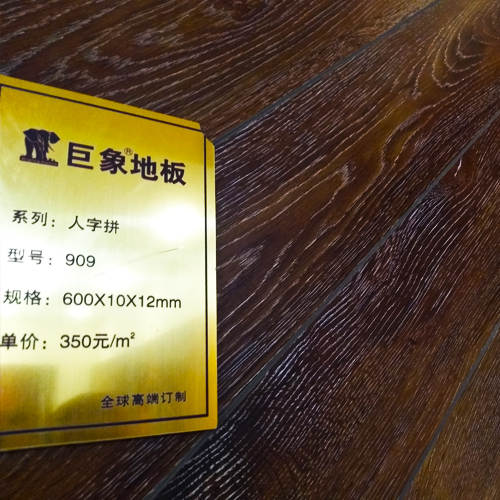 巨象®地板
系列：人字拼
型号：909
规格：600X10X12mm
单价：350元/m²
全球高端订制